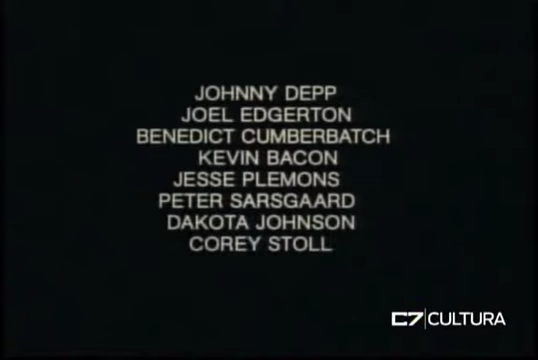 JOHNNY DEPP
JOEL EDGERTON
BENEDICT CUMBERBATCH
KEVIN BACON
JESSE PLEMONS
PETER SARSGAARD
DAKOTA JOHNSON
COREY STOLL
C7 CULTURA